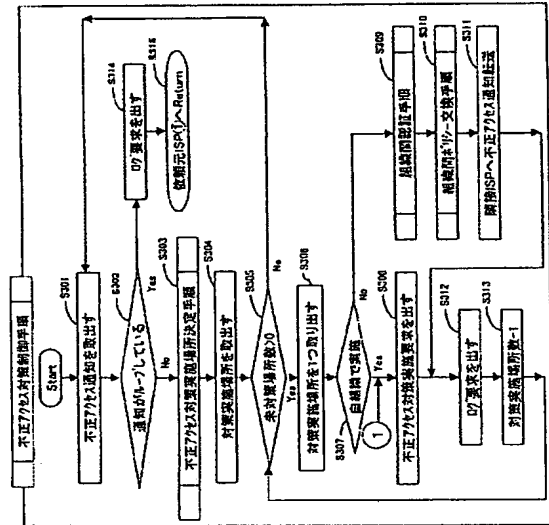 不正アクセス対策制御手順
Start
S301
不正アクセス通知を取出す
S302
通知がループしている
Yes
No
S314
ログ要求を出す
S315
依頼元ISP(1)へReturn
S303
不正アクセス対策実施場所決定手順
S304
対策実施場所を取出す
S305
未対策場所数>0
No
Yes
S306
対策実施場所を1つ取り出す
S307
自組織で実施
No
Yes
1
S308
不正アクセス対策実施要求を出す
S309
組織間認証手順
S310
組織間ポリシー交換手順
S311
隣接ISPへ不正アクセス通知転送
S312
ログ要求を出す
S313
対策実施場所数-1